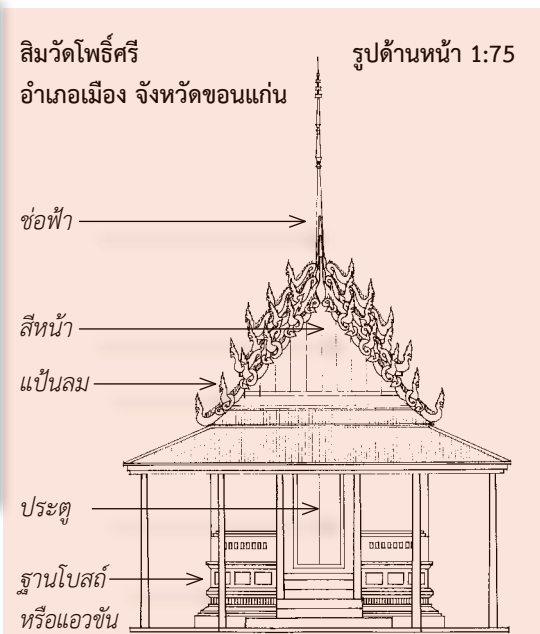 สิมวัดโพธิ์ศรี
อำเภอเมือง จังหวัดขอนแก่น
รูปด้านหน้า 1:75
ช่อฟ้า
สีหน้า
แป้นลม
ประตู
ฐานโบสถ์
หรือแอวขัน